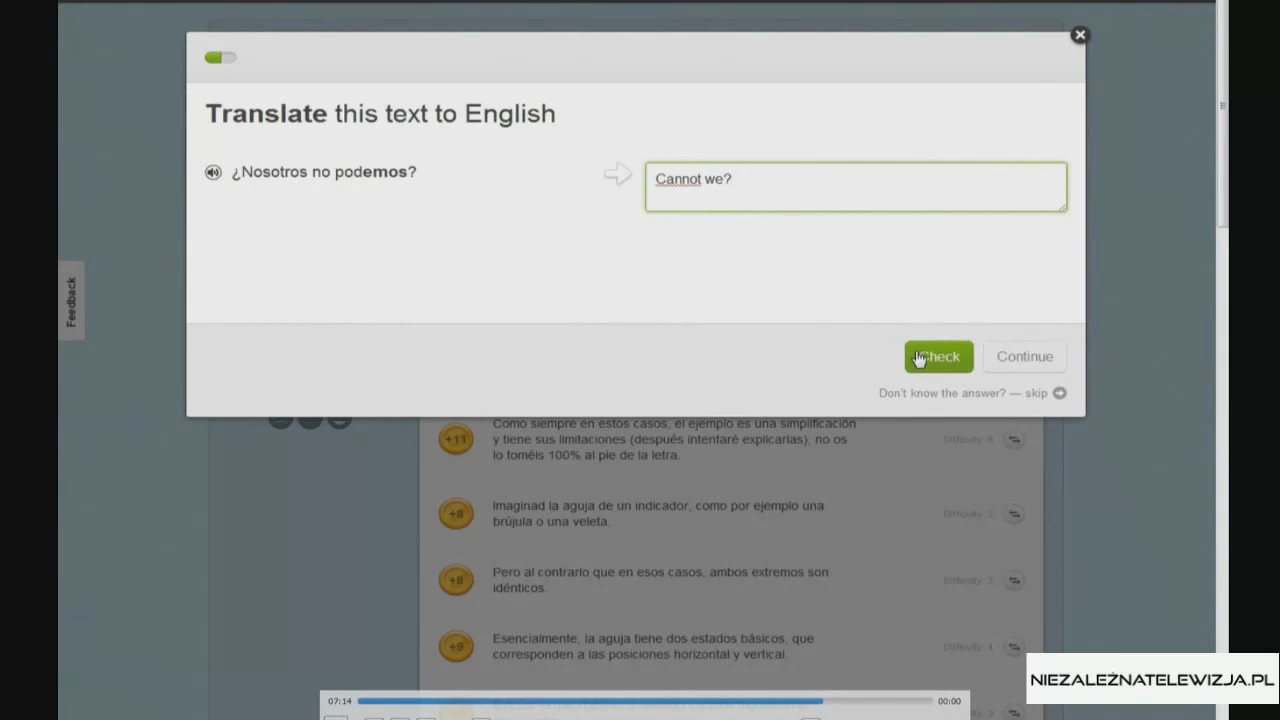 Translate this text to English
¿Nosotros no podemos?
Cannot we?
Feedback
Check
Continue
Don't know the answer? — skip
+11
Como siempre en estos casos, el ejemplo es una simplificación
y tiene sus limitaciones (después intentaré explicarlas), no os
lo toméis 100% al pie de la letra.
+8
Imaginad la aguja de un indicador, como por ejemplo una
brújula o una veleta.
+8
Pero al contrario que en esos casos, ambos extremos son
idénticos.
Difficulty: 3
+9
Esencialmente, la aguja tiene dos estados básicos, que
corresponden a las posiciones horizontal y vertical.
Difficulty: 4
NIEZALEŻNATELEWIZJA.PL
07:14
00:00